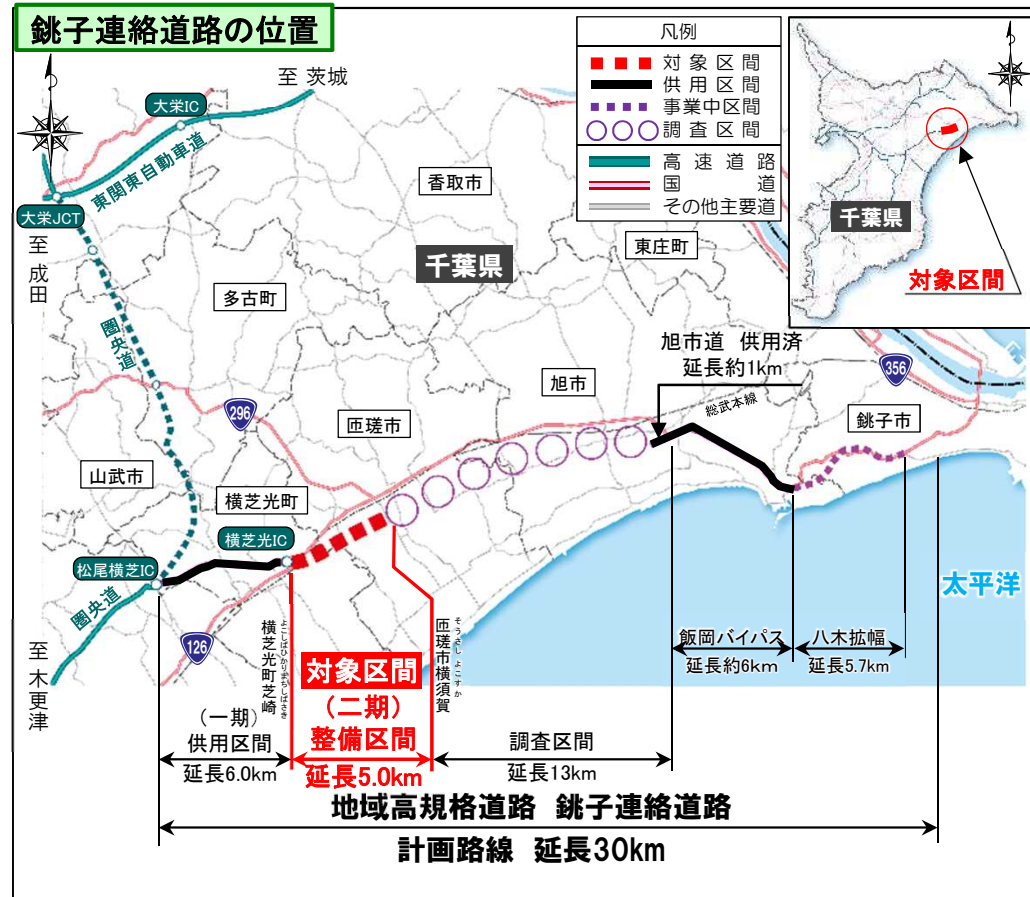 銚子連絡道路の位置
凡例
対象区間
供用区間
事業中区間
調査区間
高速道路
国道
その他主要道
千葉県
対象区間
至 茨城
大栄IC
東関東自動車道
大栄JCT
至 成田
香取市
千葉県
東庄町
多古町
圏央道
旭市道 供用済
延長約1km
356
旭市
総武本線
銚子市
296
匝瑳市
山武市
横芝光町
横芝光IC
松尾横芝IC
圏央道
太平洋
126
至 木更津
よこしばひかりまちしばさき
横芝光町芝崎
そうさし よこすか
匝瑳市横須賀
飯岡バイパス
延長約6km
八木拡幅
延長5.7km
(一期)
供用区間
延長6.0km
対象区間
(二期)
整備区間
延長5.0km
調査区間
延長13km
地域高規格道路 銚子連絡道路
計画路線 延長30km